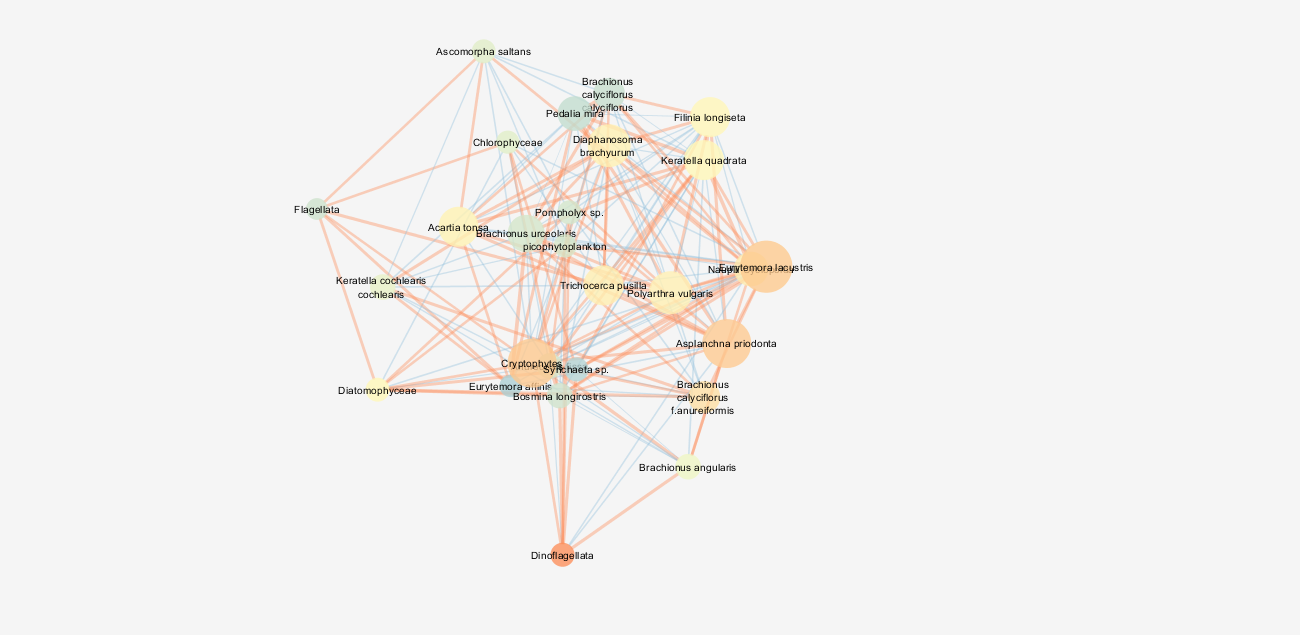 Ascomorpha saltans
Brachionus
calyciflorus
calyciflorus
Pedalia mira
Filinia longiseta
Chlorophyceae
Diaphanosoma
brachyurum
Keratella quadrata
Flagellata
Pompholyx sp.
Acartia tonsa
Brachionus urceolaris
picophytoplankton
Eurytemora lacustris
Keratella cochlearis
cochlearis
Trichocerca pusilla
Polyarthra vulgaris
Asplanchna priodonta
Cryptophytes
Synchaeta sp.
Eurytemora affinis
Diatomophyceae
Bosmina longirostris
Brachionus
calyciflorus
f.anureiformis
Brachionus angularis
Dinoflagellata